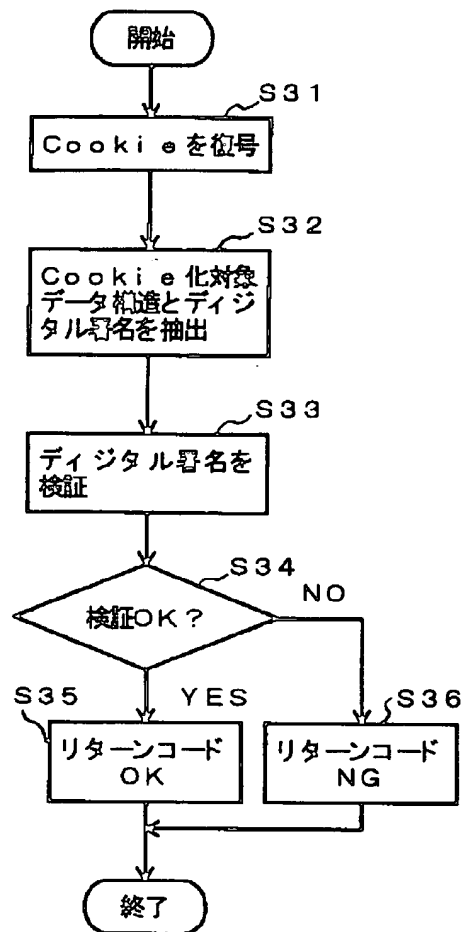 開始
S31
Cookieを復号
S32
Cookie化対象
データ構造とディジ
タル署名を抽出
S33
ディジタル署名を
検証
S34
検証OK?
NO
S35
YES
S36
リターンコード
OK
リターンコード
NG
終了